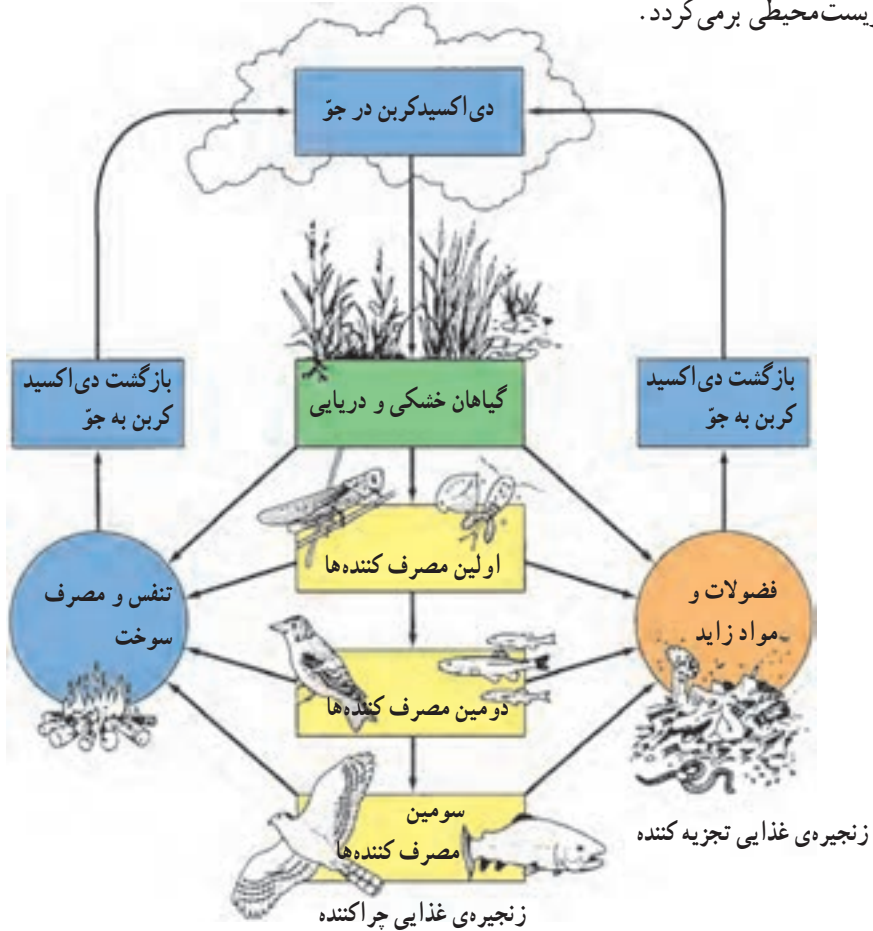 زیست‌محیطی برمی‌گردد.
دی‌اکسیدکربن در جوّ
گیاهان خشکی و دریایی
بازگشت دی‌اکسید
کربن به جوّ
بازگشت دی‌اکسید
کربن به جوّ
اولین مصرف کننده‌ها
فضولات و
مواد زاید
تنفس و مصرف
سوخت
دومین مصرف کننده‌ها
سومین
مصرف کننده‌ها
زنجیره‌ی غذایی تجزیه کننده
زنجیره‌ی غذایی چراکننده